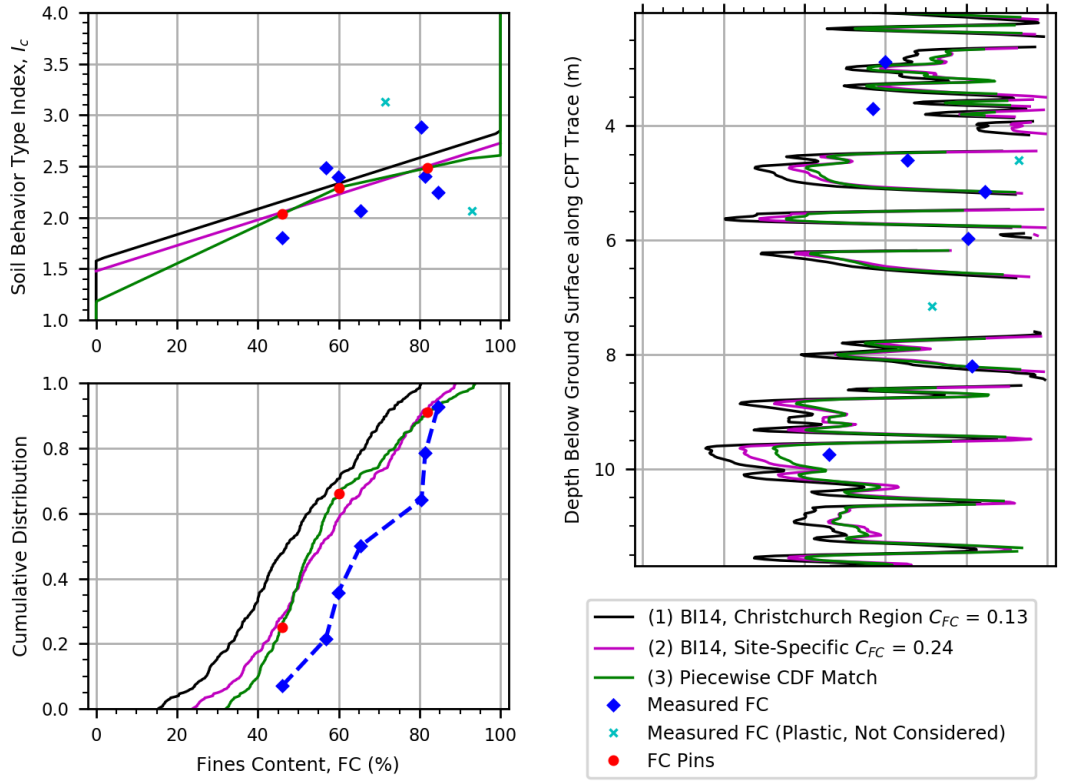 4.0
3.5
3.0
2.5
2.0
1.5
1.0
Soil Behavior Type Index, I_c
0 20 40 60 80 100
1.0
0.8
0.6
0.4
0.2
0.0
Cumulative Distribution
0 20 40 60 80 100
Fines Content, FC (%)
4
6
8
10
Depth Below Ground Surface along CPT Trace (m)
(1) BI14, Christchurch Region C_FC = 0.13
(2) BI14, Site-Specific C_FC = 0.24
(3) Piecewise CDF Match
Measured FC
Measured FC (Plastic, Not Considered)
FC Pins